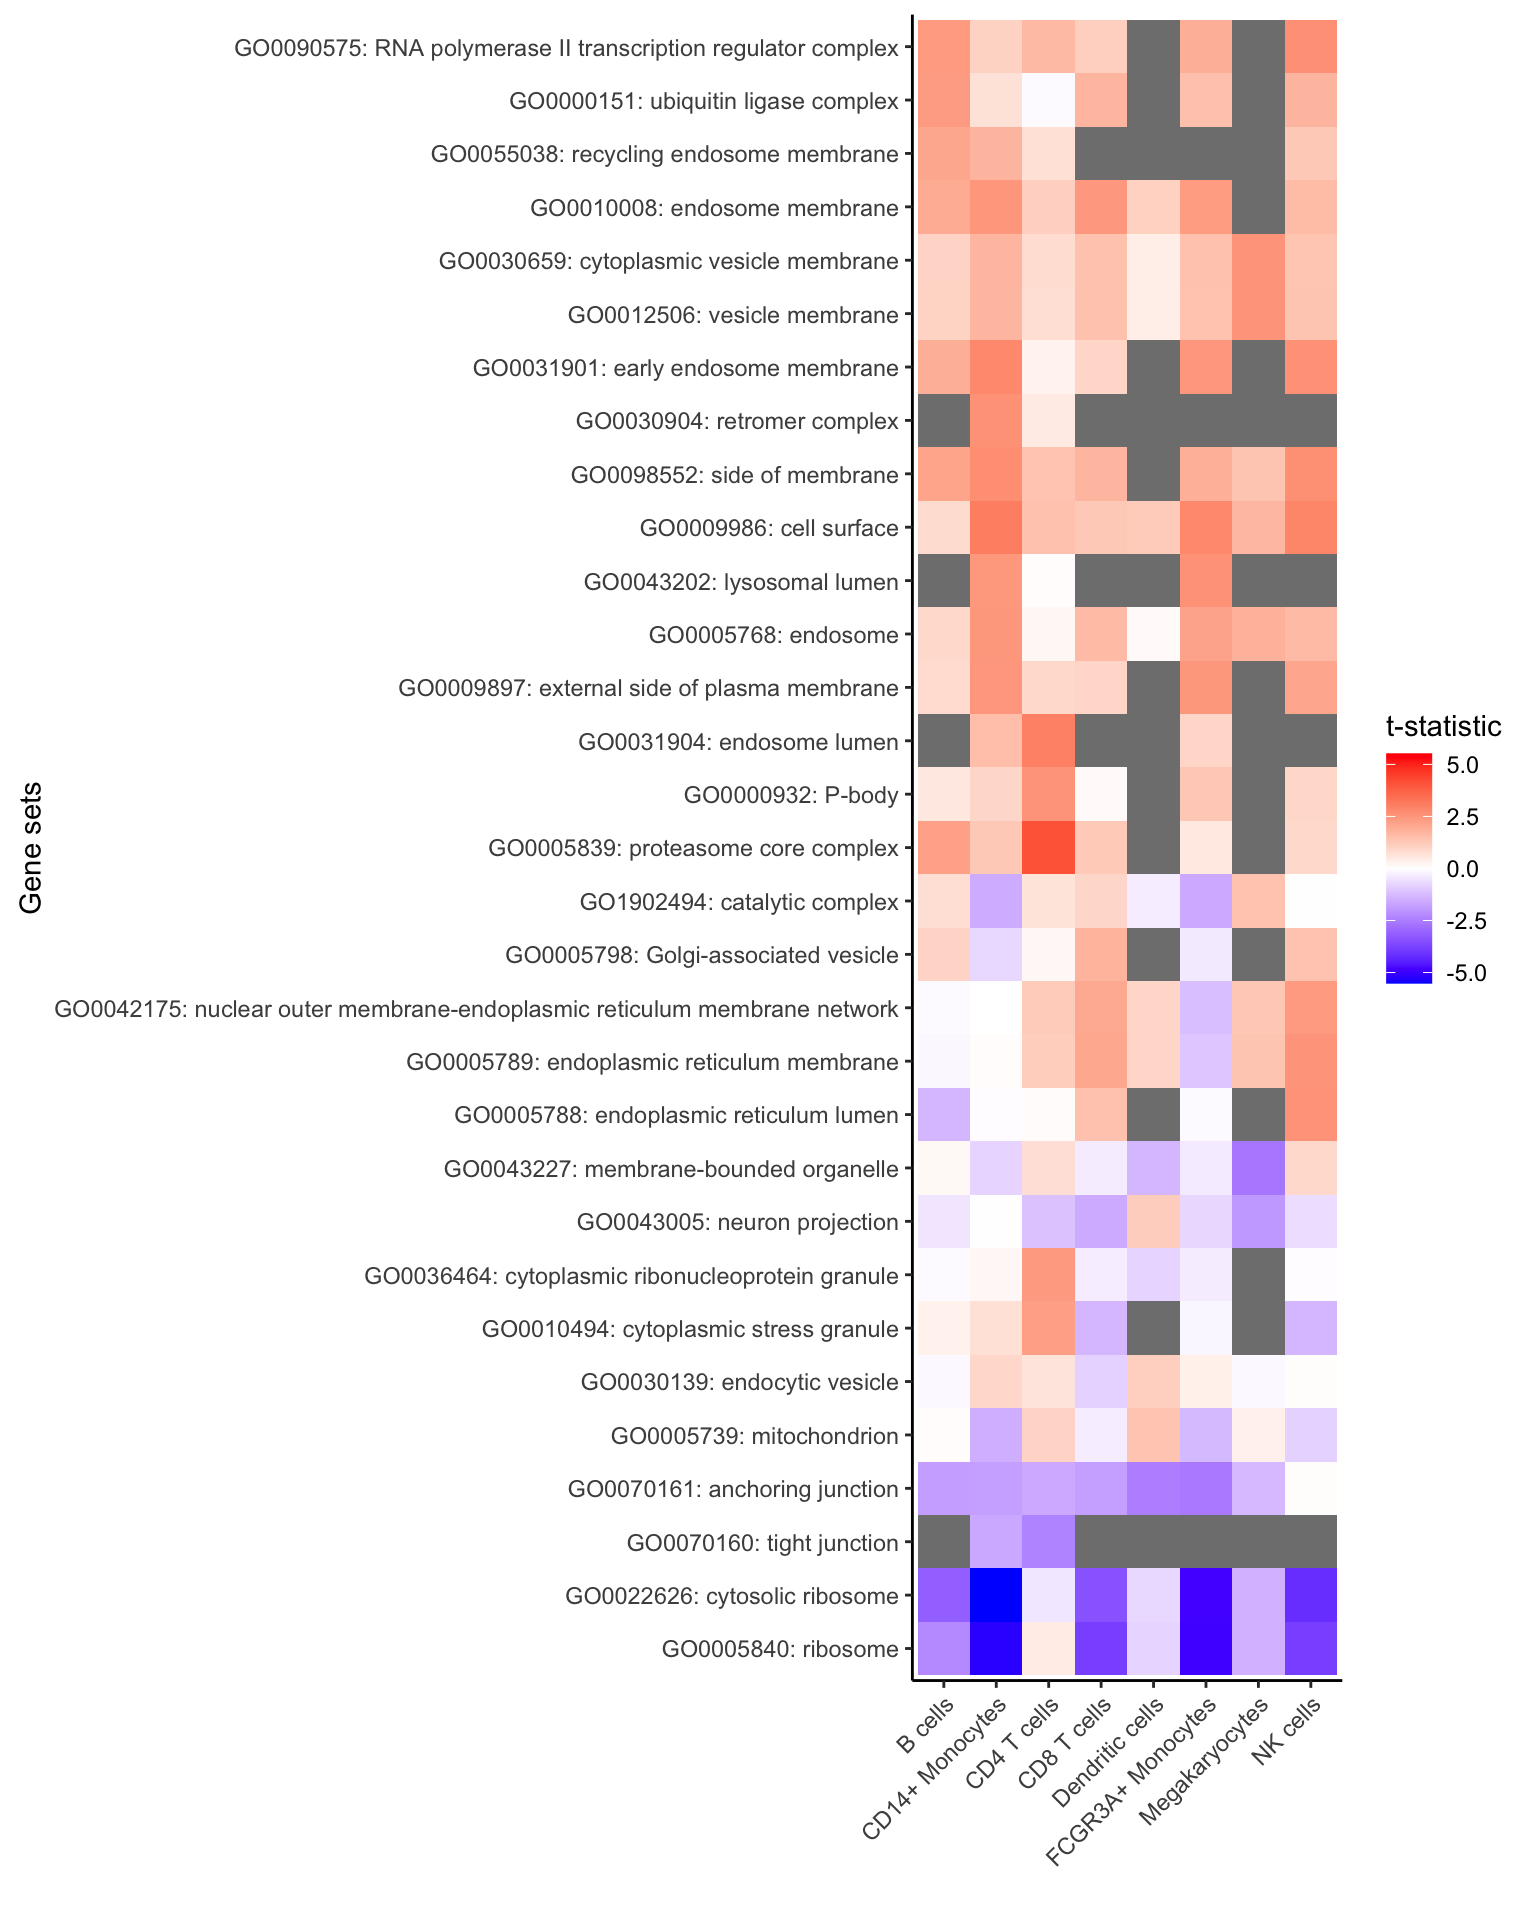 GO0090575: RNA polymerase II transcription regulator complex
GO0000151: ubiquitin ligase complex
GO0055038: recycling endosome membrane
GO0010008: endosome membrane
GO0030659: cytoplasmic vesicle membrane
GO0012506: vesicle membrane
GO0031901: early endosome membrane
GO0030904: retromer complex
GO0098552: side of membrane
GO0009986: cell surface
GO0043202: lysosomal lumen
GO0005768: endosome
GO0009897: external side of plasma membrane
GO0031904: endosome lumen
GO0000932: P-body
GO0005839: proteasome core complex
GO1902494: catalytic complex
GO0005798: Golgi-associated vesicle
GO0042175: nuclear outer membrane-endoplasmic reticulum membrane network
GO0005789: endoplasmic reticulum membrane
GO0005788: endoplasmic reticulum lumen
GO0043227: membrane-bounded organelle
GO0043005: neuron projection
GO0036464: cytoplasmic ribonucleoprotein granule
GO0010494: cytoplasmic stress granule
GO0030139: endocytic vesicle
GO0005739: mitochondrion
GO0070161: anchoring junction
GO0070160: tight junction
GO0022626: cytosolic ribosome
GO0005840: ribosome
Gene sets
B cells
CD14+ Monocytes
CD4 T cells
CD8 T cells
Dendritic cells
FCGR3A+ Monocytes
Megakaryocytes
NK cells
t-statistic
5.0
2.5
0.0
-2.5
-5.0